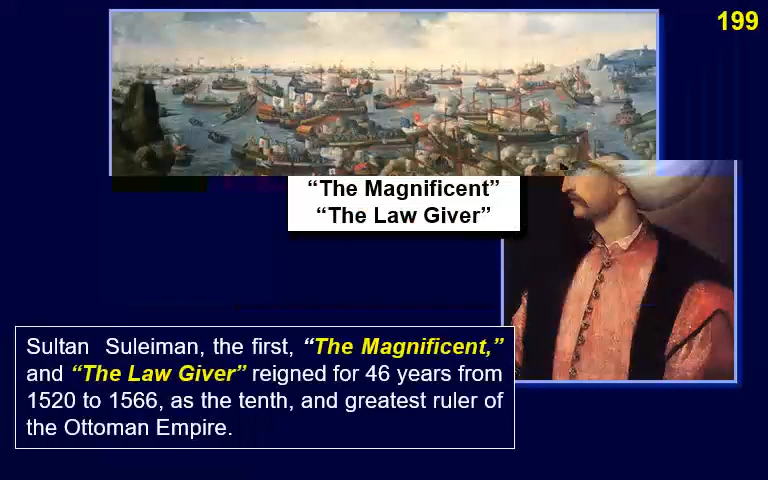 199
“The Magnificent”
“The Law Giver”
Sultan Suleiman, the first, “The Magnificent,”
and “The Law Giver” reigned for 46 years from
1520 to 1566, as the tenth, and greatest ruler of
the Ottoman Empire.